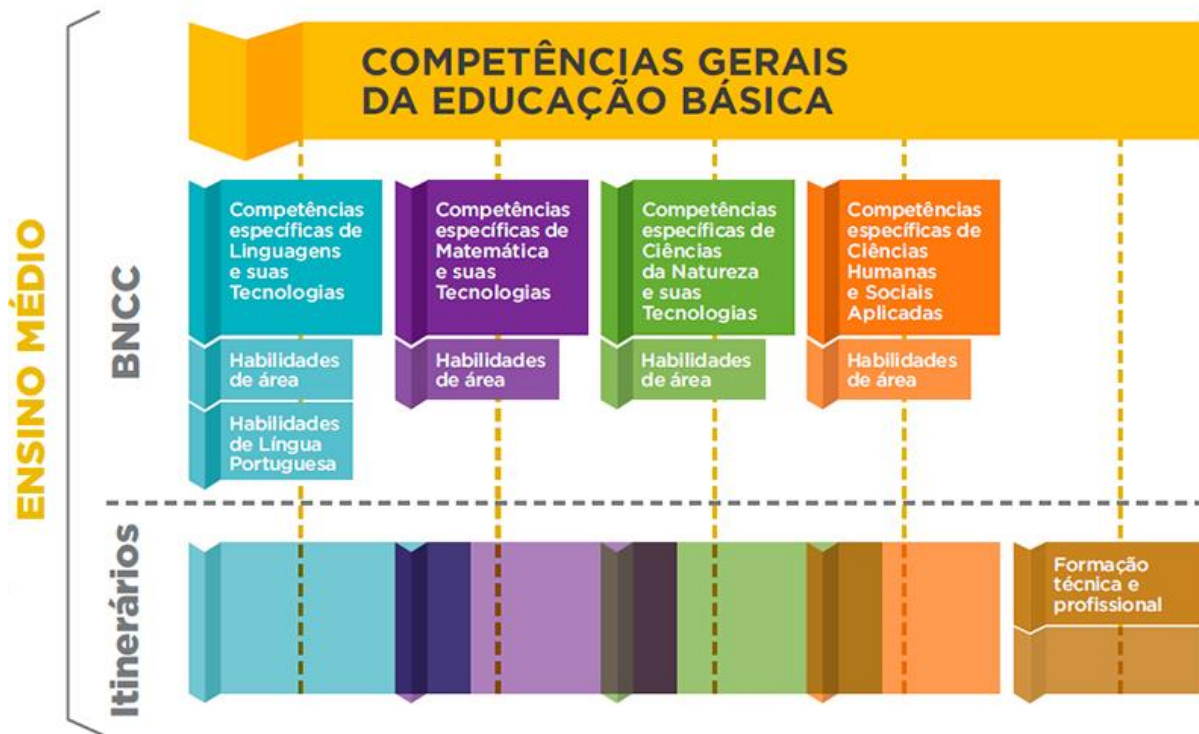 COMPETÊNCIAS GERAIS
DA EDUCAÇÃO BÁSICA
ENSINO MÉDIO
BNCC
Competências
específicas de
Linguagens
e suas
Tecnologias
Competências
específicas de
Matemática
e suas
Tecnologias
Competências
específicas de
Ciências
da Natureza
e suas
Tecnologias
Competências
específicas de
Ciências
Humanas
e Sociais
Aplicadas
Habilidades
de área
Habilidades
de área
Habilidades
de área
Habilidades
de área
Habilidades
de Língua
Portuguesa
Itinerários
Formação
técnica e
profissional